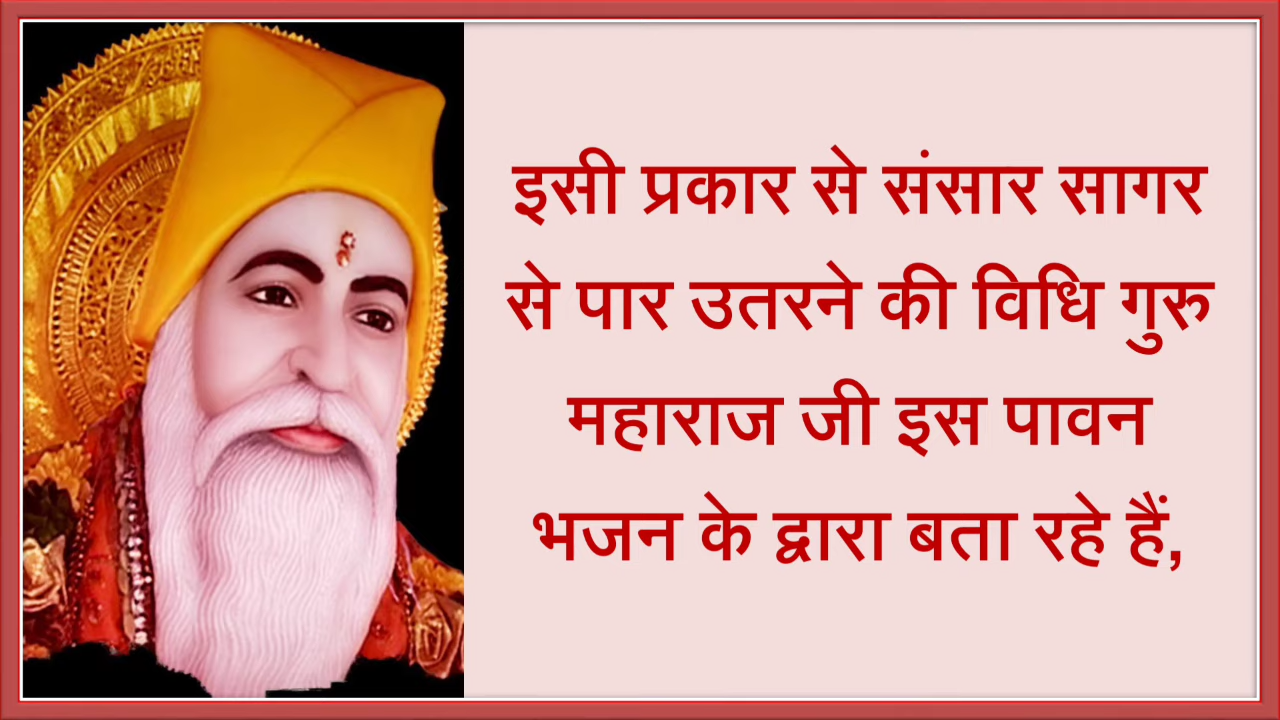 इसी प्रकार से संसार सागर
से पार उतरने की विधि गुरु
महाराज जी इस पावन
भजन के द्वारा बता रहे हैं,